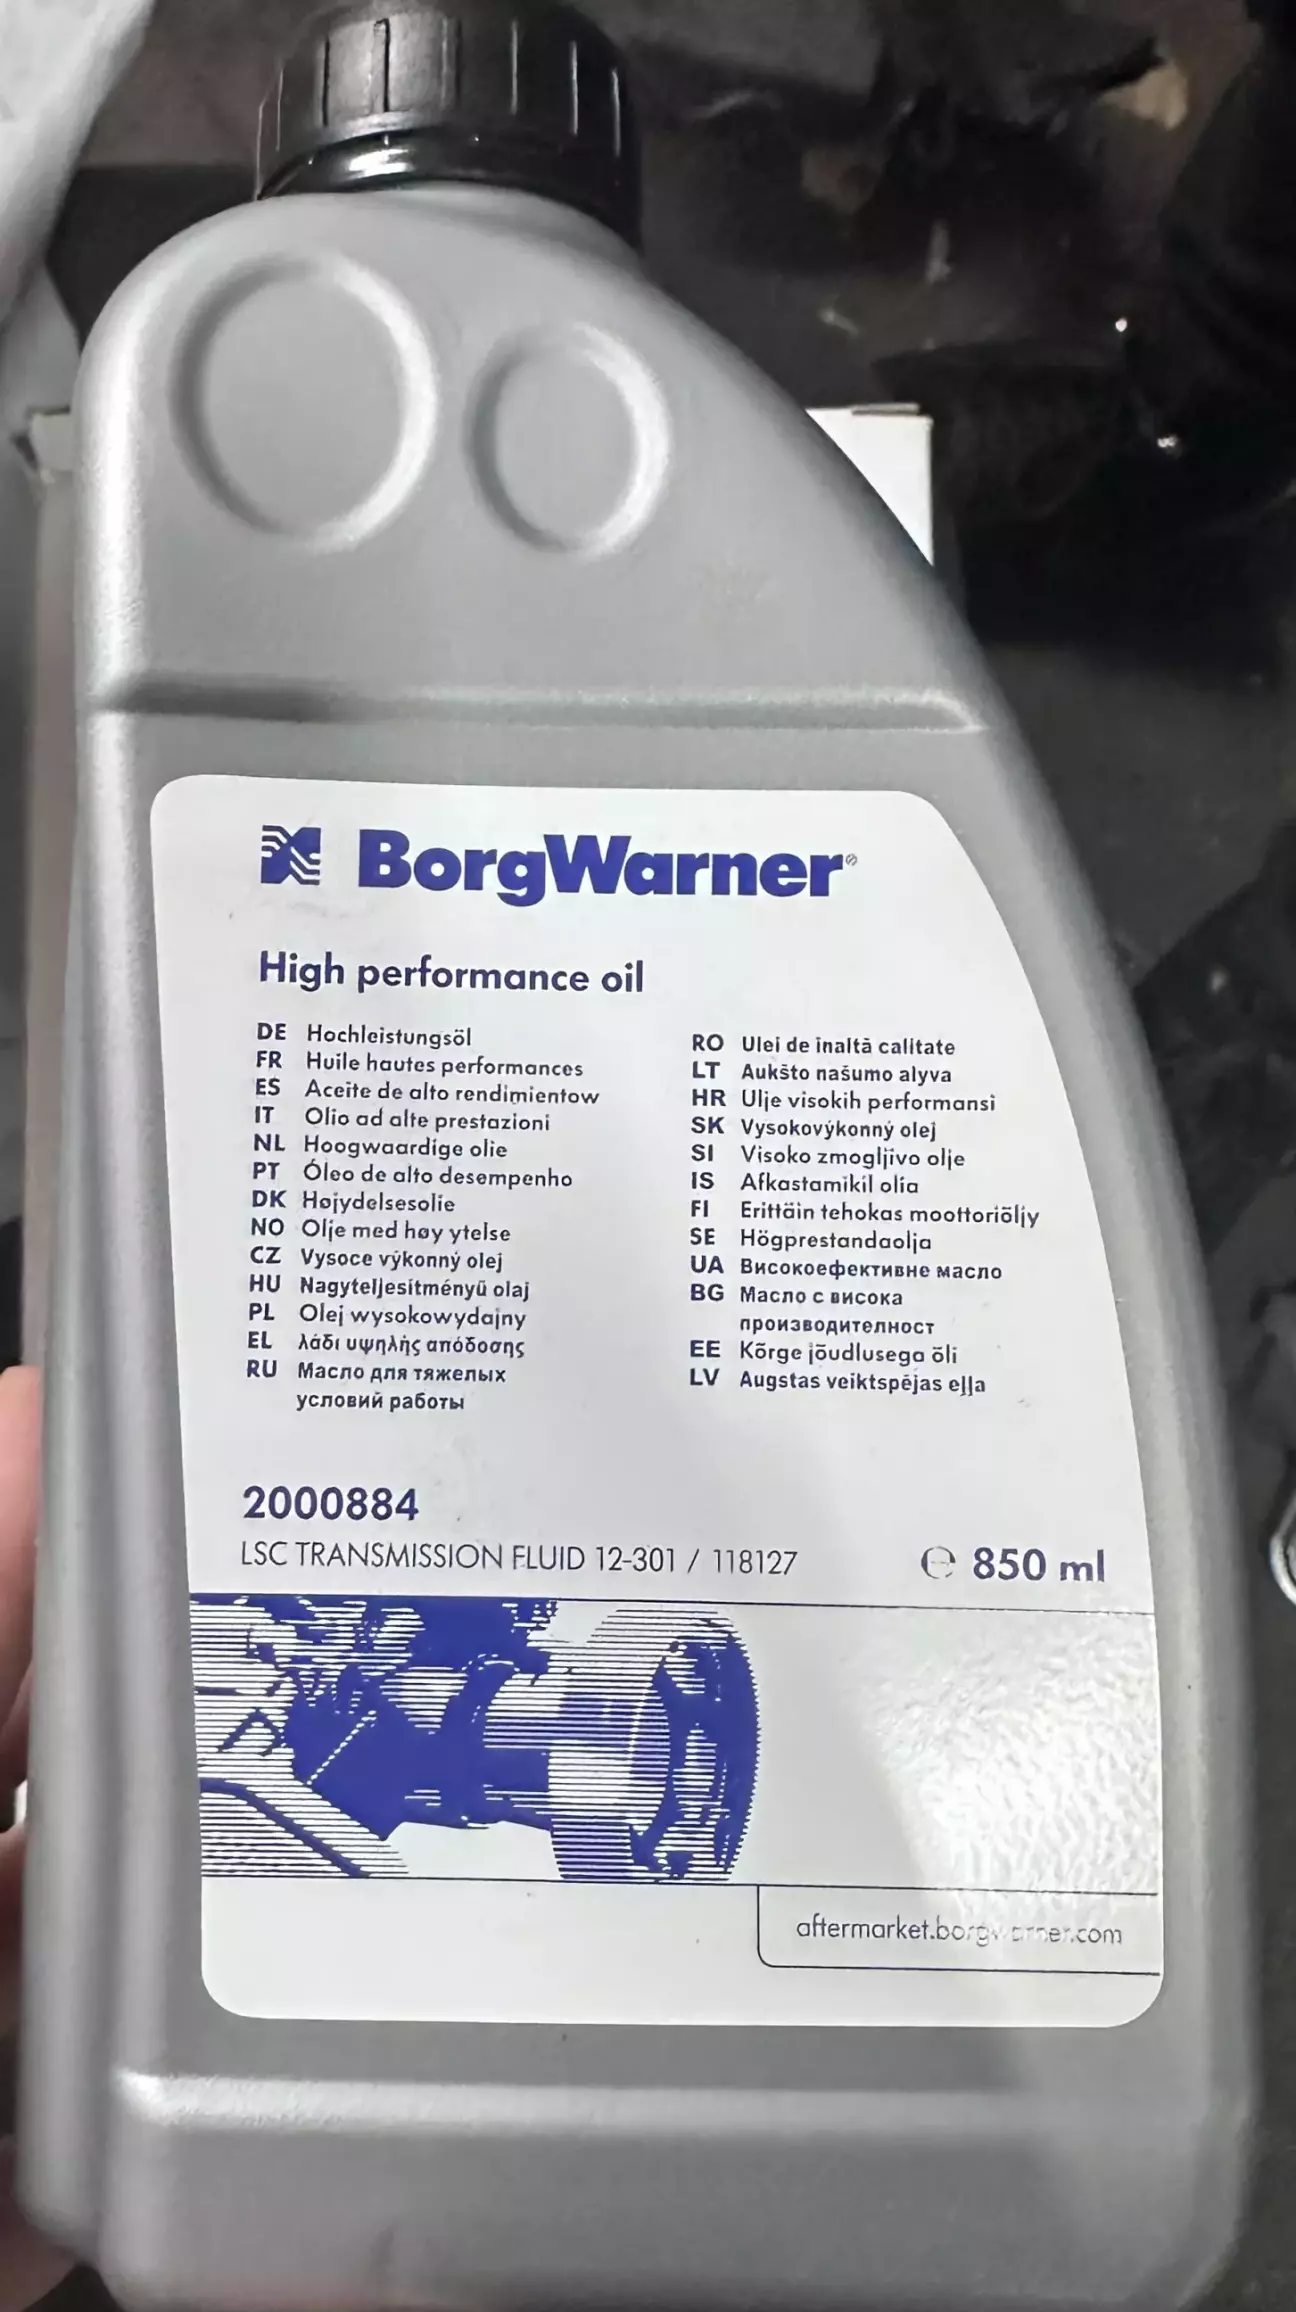 BorgWarner
High performance oil
DE Hochleistungsöl
FR Huile hautes performances
ES Aceite de alto rendimientow
IT Olio ad alte prestazioni
NL Hoogwaardige olie
PT Óleo de alto desempenho
DK Højydelsesolie
NO Olje med høy ytelse
CZ Vysoce výkonný olej
HU Nagyteljesítményű olaj
PL Olej wysokowydajny
EL λάδι υψηλής απόδοσης
RU Масло для тяжелых
условий работы
RO Ulei de înaltă calitate
LT Aukšto našumo alyva
HR Ulje visokih performansi
SK Vysokovýkonný olej
SI Visoko zmogljivo olje
IS Afkastamikil olía
FI Erittäin tehokas moottoriöljy
SE Högprestandaolja
UA Високоефективне масло
BG Масло с висока
производителност
EE Kõrge jõudlusega õli
LV Augstas veiktspējas eļļa
2000884
LSC TRANSMISSION FLUID 12-301 / 118127
℮ 850 ml
aftermarket.borgwarner.com